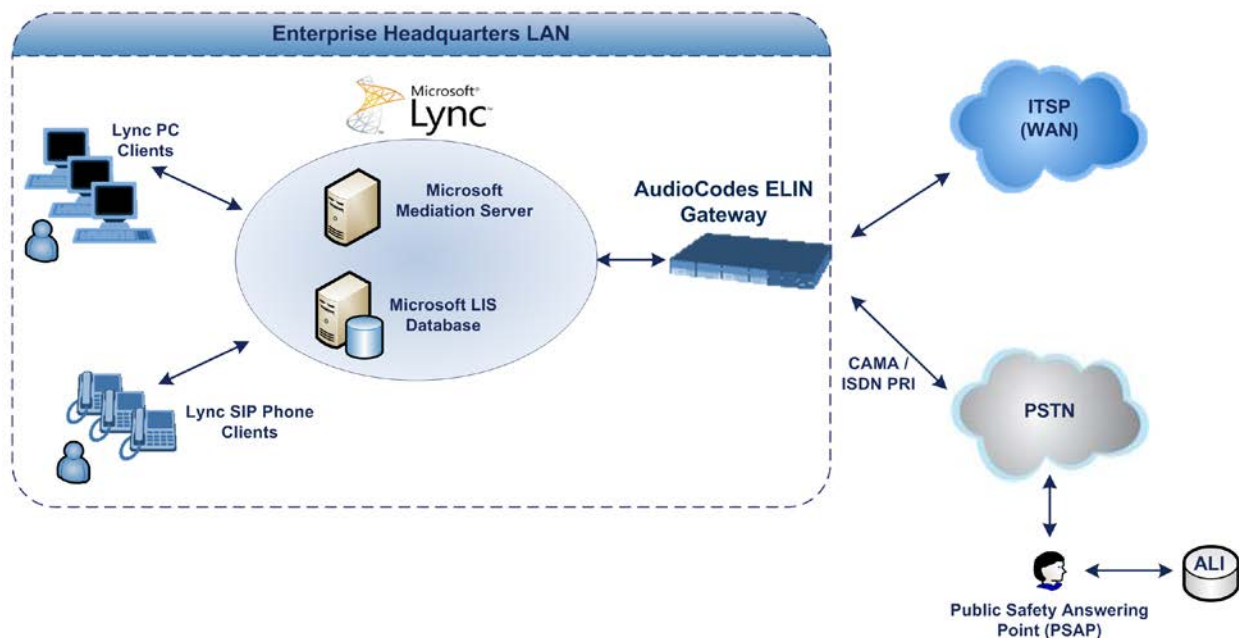 Enterprise Headquarters LAN
Microsoft®
Lync™
Lync PC
Clients
Microsoft
Mediation Server
Microsoft LIS
Database
Lync SIP Phone
Clients
AudioCodes ELIN
Gateway
ITSP
(WAN)
CAMA /
ISDN PRI
PSTN
ALI
Public Safety Answering
Point (PSAP)